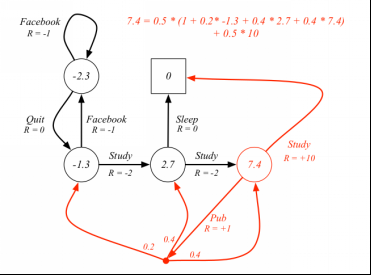 Facebook
R = -1
7.4 = 0.5 * (1 + 0.2* -1.3 + 0.4 * 2.7 + 0.4 * 7.4)
+ 0.5 * 10
-2.3
0
Quit
R = 0
Facebook
R = -1
Sleep
R = 0
Study
R = +10
-1.3
Study
R = -2
2.7
Study
R = -2
7.4
Pub
R = +1
0.2
0.4
0.4